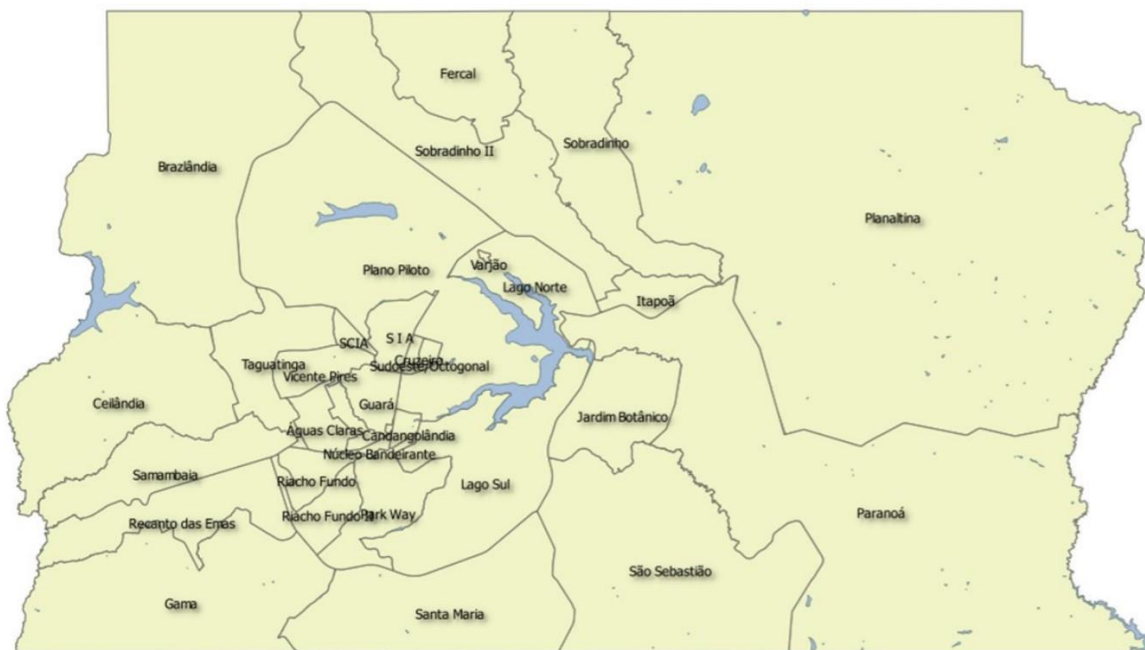 Fercal
Sobradinho
Sobradinho II
Brazlândia
Planaltina
Varjão
Plano Piloto
Lago Norte
Itapoã
S I A
SCIA
Cruzeiro
Taguatinga
Sudoeste/Octogonal
Vicente Pires
Ceilândia
Guará
Jardim Botânico
Águas Claras
Candangolândia
Núcleo Bandeirante
Samambaia
Riacho Fundo
Lago Sul
Paranoá
Riacho Fundo II
Park Way
Recanto das Emas
São Sebastião
Gama
Santa Maria